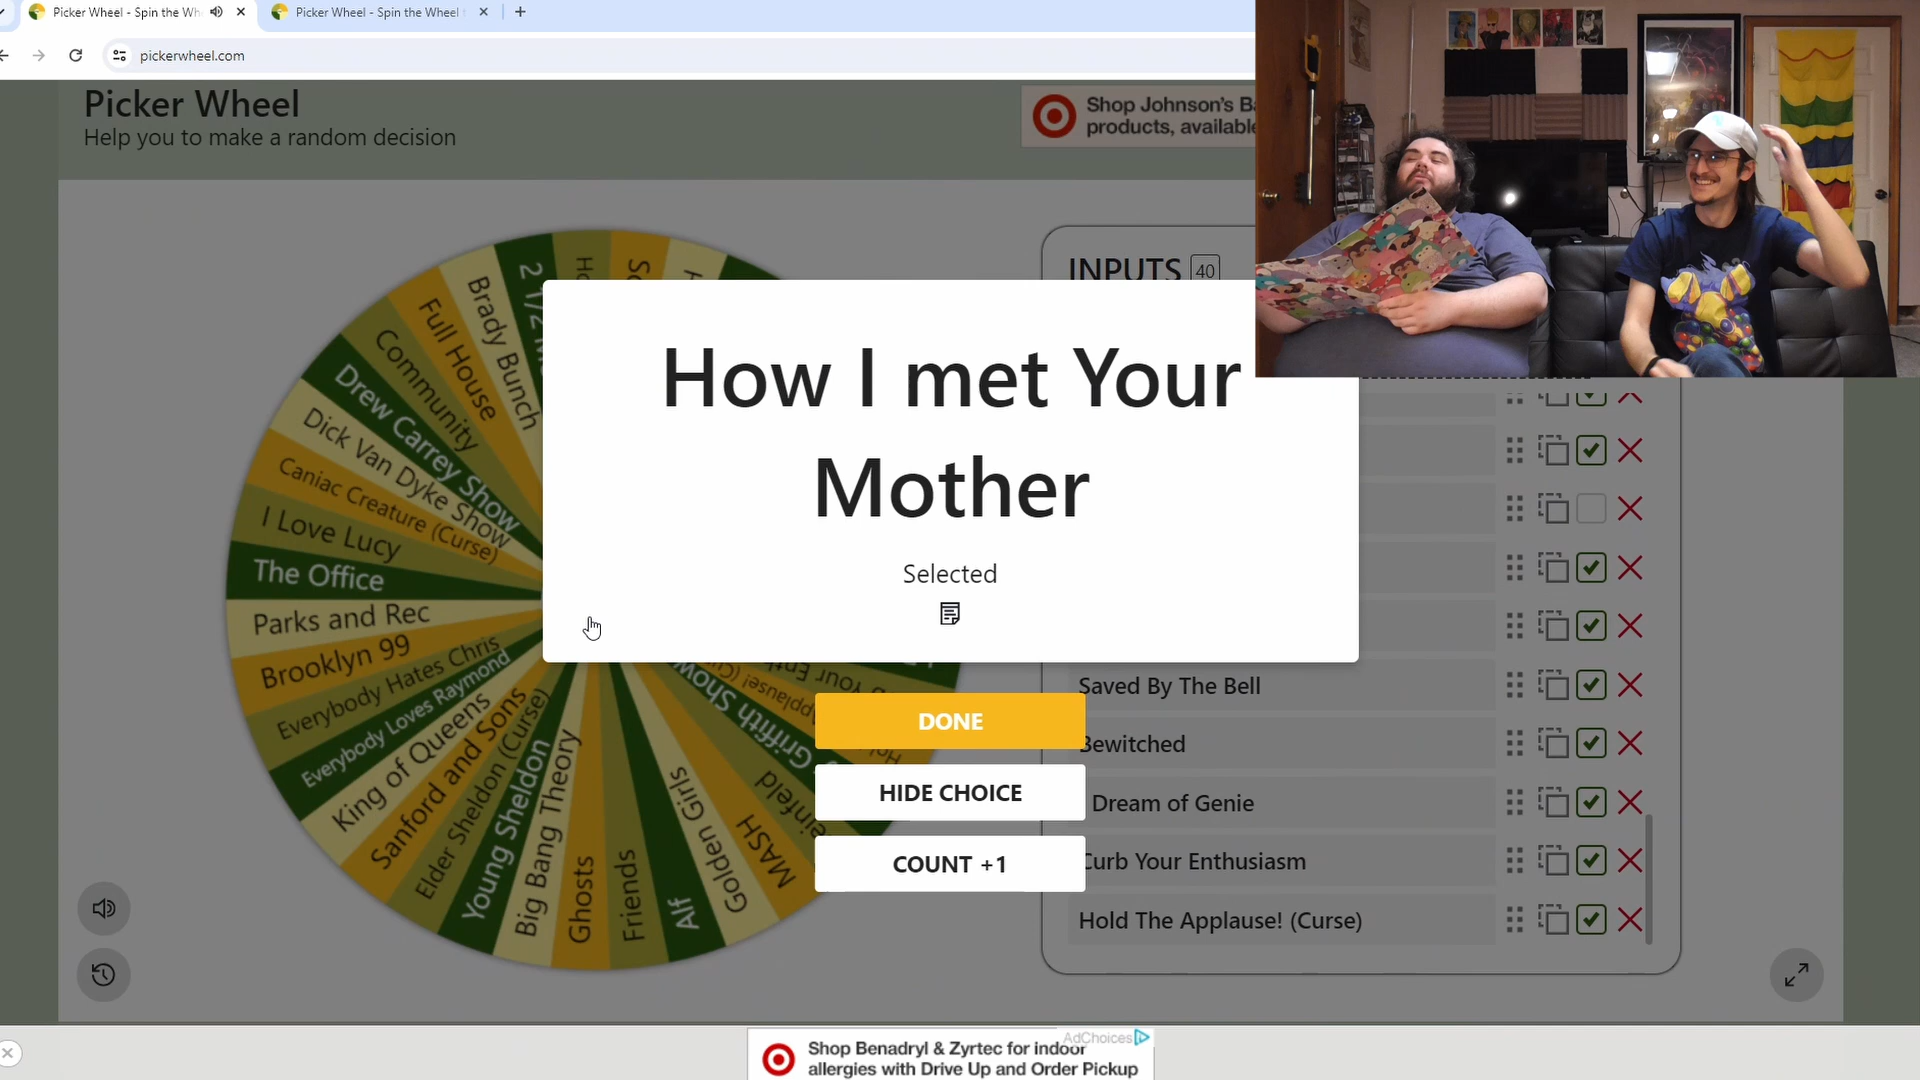 Picker Wheel - Spin the Wh
Picker Wheel - Spin the Wheel
pickerwheel.com
Picker Wheel
Help you to make a random decision
Shop Johnson's Ba
products, available
INPUTS 40
How I met Your
Mother
Selected
DONE
HIDE CHOICE
COUNT +1
2 1/2
Brady Bunch
Full House
Community
Drew Carrey Show
Dick Van Dyke Show
Caniac Creature (Curse)
I Love Lucy
The Office
Parks and Rec
Brooklyn 99
Everybody Hates Chris
Everybody Loves Raymond
King of Queens
Sanford and Sons
Elder Sheldon (Curse)
Young Sheldon
Big Bang Theory
Ghosts
Friends
Alf
Golden Girls
MASH
einfeld
Griffith Show
Saved By The Bell
Bewitched
Dream of Genie
Curb Your Enthusiasm
Hold The Applause! (Curse)
AdChoices
Shop Benadryl & Zyrtec for indoor
allergies with Drive Up and Order Pickup